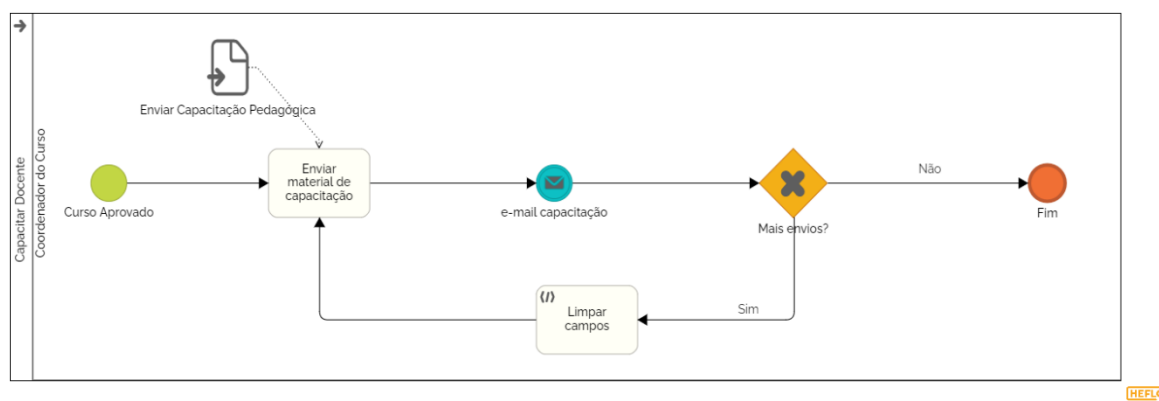 Capacitar Docente
Coordenador do Curso
Enviar Capacitação Pedagógica
Curso Aprovado
Enviar
material de
capacitação
e-mail capacitação
Mais envios?
Não
Fim
Sim
Limpar
campos